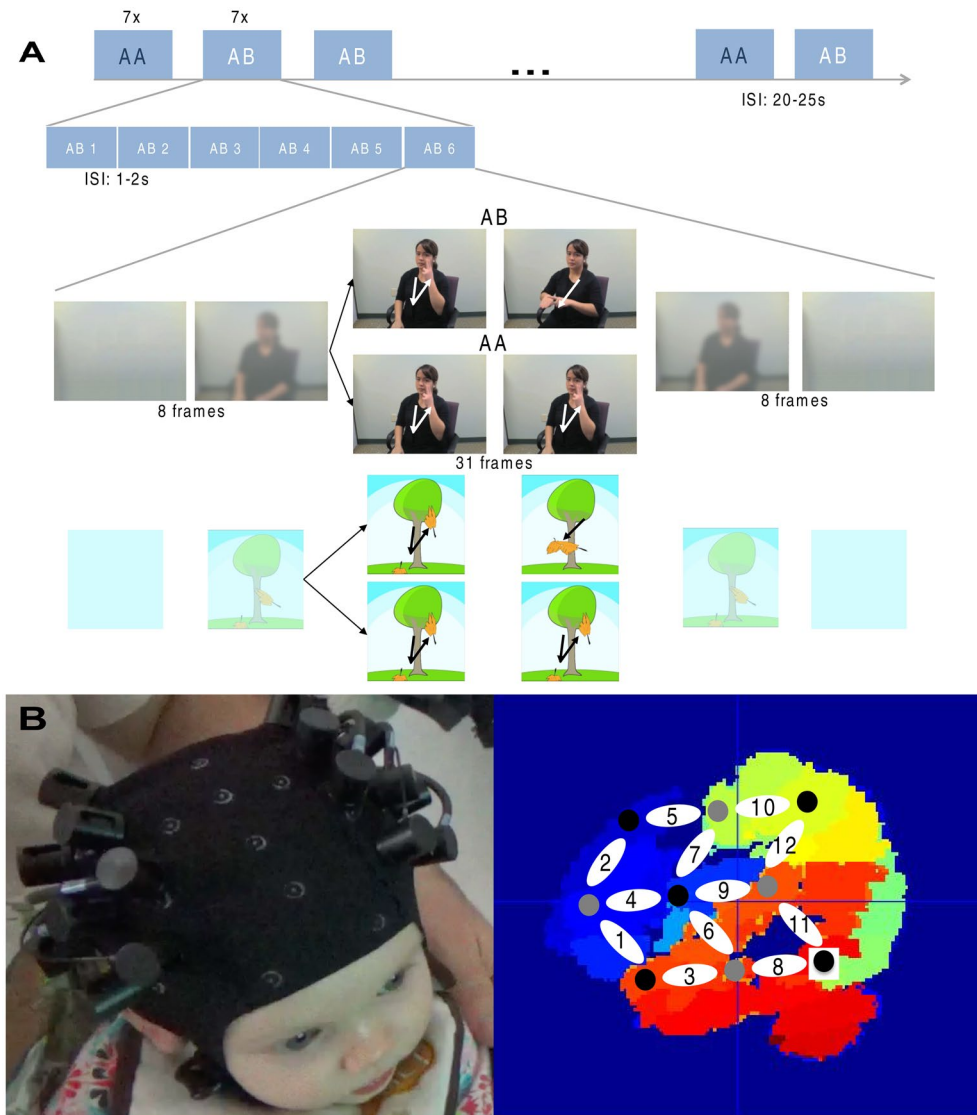 A
7x
7x
AA
AB
AB
...
AA
AB
ISI: 20-25s
AB 1
AB 2
AB 3
AB 4
AB 5
AB 6
ISI: 1-2s
AB
AA
8 frames
8 frames
31 frames
B
5
10
2
7
12
4
9
1
6
11
3
8